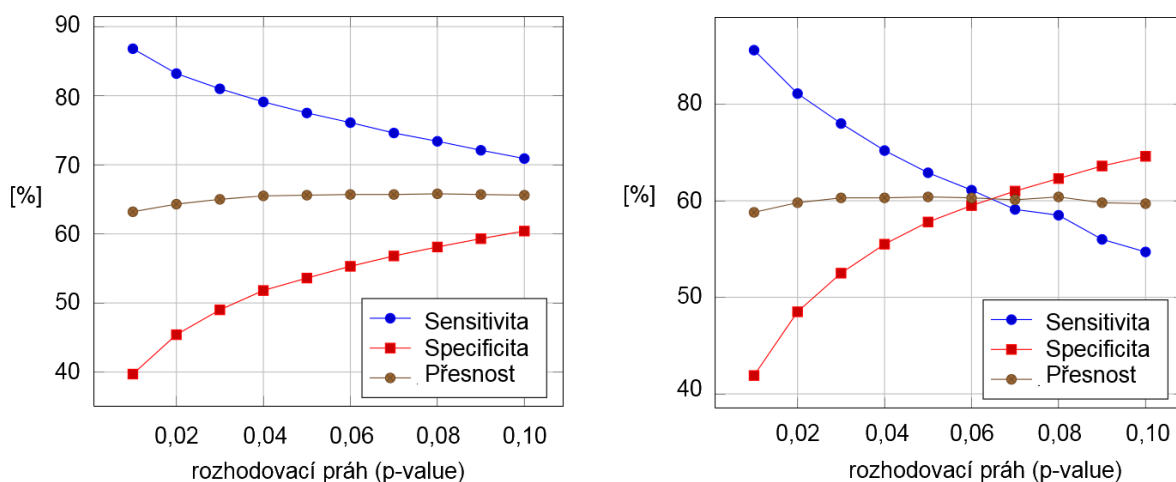 90
80
70
[%]
60
50
40
Sensitivita
Specificita
Přesnost
0,02 0,04 0,06 0,08 0,10
rozhodovací práh (p-value)
80
[%]
60
50
40
Sensitivita
Specificita
Přesnost
0,02 0,04 0,06 0,08 0,10
rozhodovací práh (p-value)